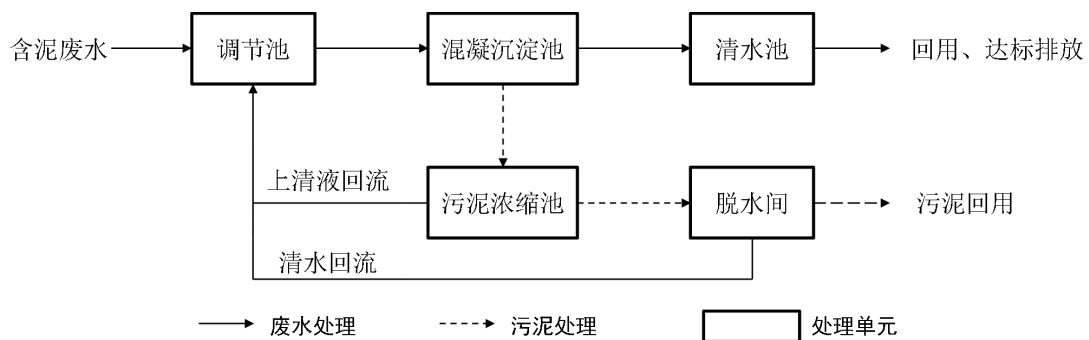 含泥废水
调节池
混凝沉淀池
清水池
回用、达标排放
上清液回流
污泥浓缩池
脱水间
污泥回用
清水回流
废水处理
污泥处理
处理单元